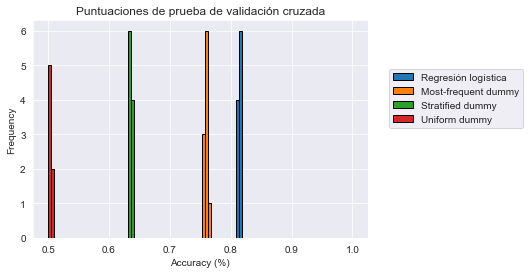 Puntuaciones de prueba de validación cruzada
6
5
4
3
2
1
0
Frequency
0.5 0.6 0.7 0.8 0.9 1.0
Accuracy (%)
Regresión logística
Most-frequent dummy
Stratified dummy
Uniform dummy